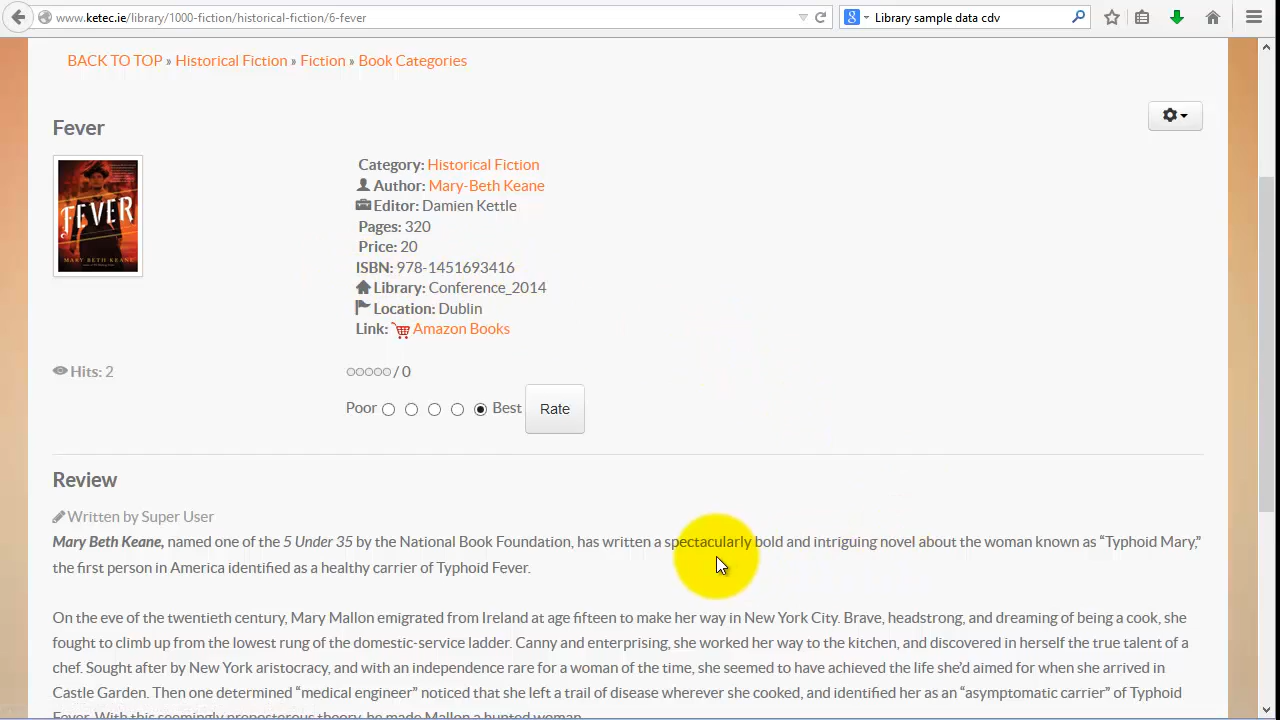 www.ketec.ie/library/1000-fiction/historical-fiction/6-fever
Library sample data cdv
BACK TO TOP » Historical Fiction » Fiction » Book Categories
Fever
FEVER
MARY BETH KEANE
Category: Historical Fiction
Author: Mary-Beth Keane
Editor: Damien Kettle
Pages: 320
Price: 20
ISBN: 978-1451693416
Library: Conference_2014
Location: Dublin
Link: Amazon Books
Hits: 2
/ 0
Poor Best Rate
Review
Written by Super User
Mary Beth Keane, named one of the 5 Under 35 by the National Book Foundation, has written a spectacularly bold and intriguing novel about the woman known as “Typhoid Mary,”
the first person in America identified as a healthy carrier of Typhoid Fever.
On the eve of the twentieth century, Mary Mallon emigrated from Ireland at age fifteen to make her way in New York City. Brave, headstrong, and dreaming of being a cook, she
fought to climb up from the lowest rung of the domestic-service ladder. Canny and enterprising, she worked her way to the kitchen, and discovered in herself the true talent of a
chef. Sought after by New York aristocracy, and with an independence rare for a woman of the time, she seemed to have achieved the life she’d aimed for when she arrived in
Castle Garden. Then one determined “medical engineer” noticed that she left a trail of disease wherever she cooked, and identified her as an “asymptomatic carrier” of Typhoid
Fever. With this seemingly preposterous theory, he made Mallon a hunted woman.